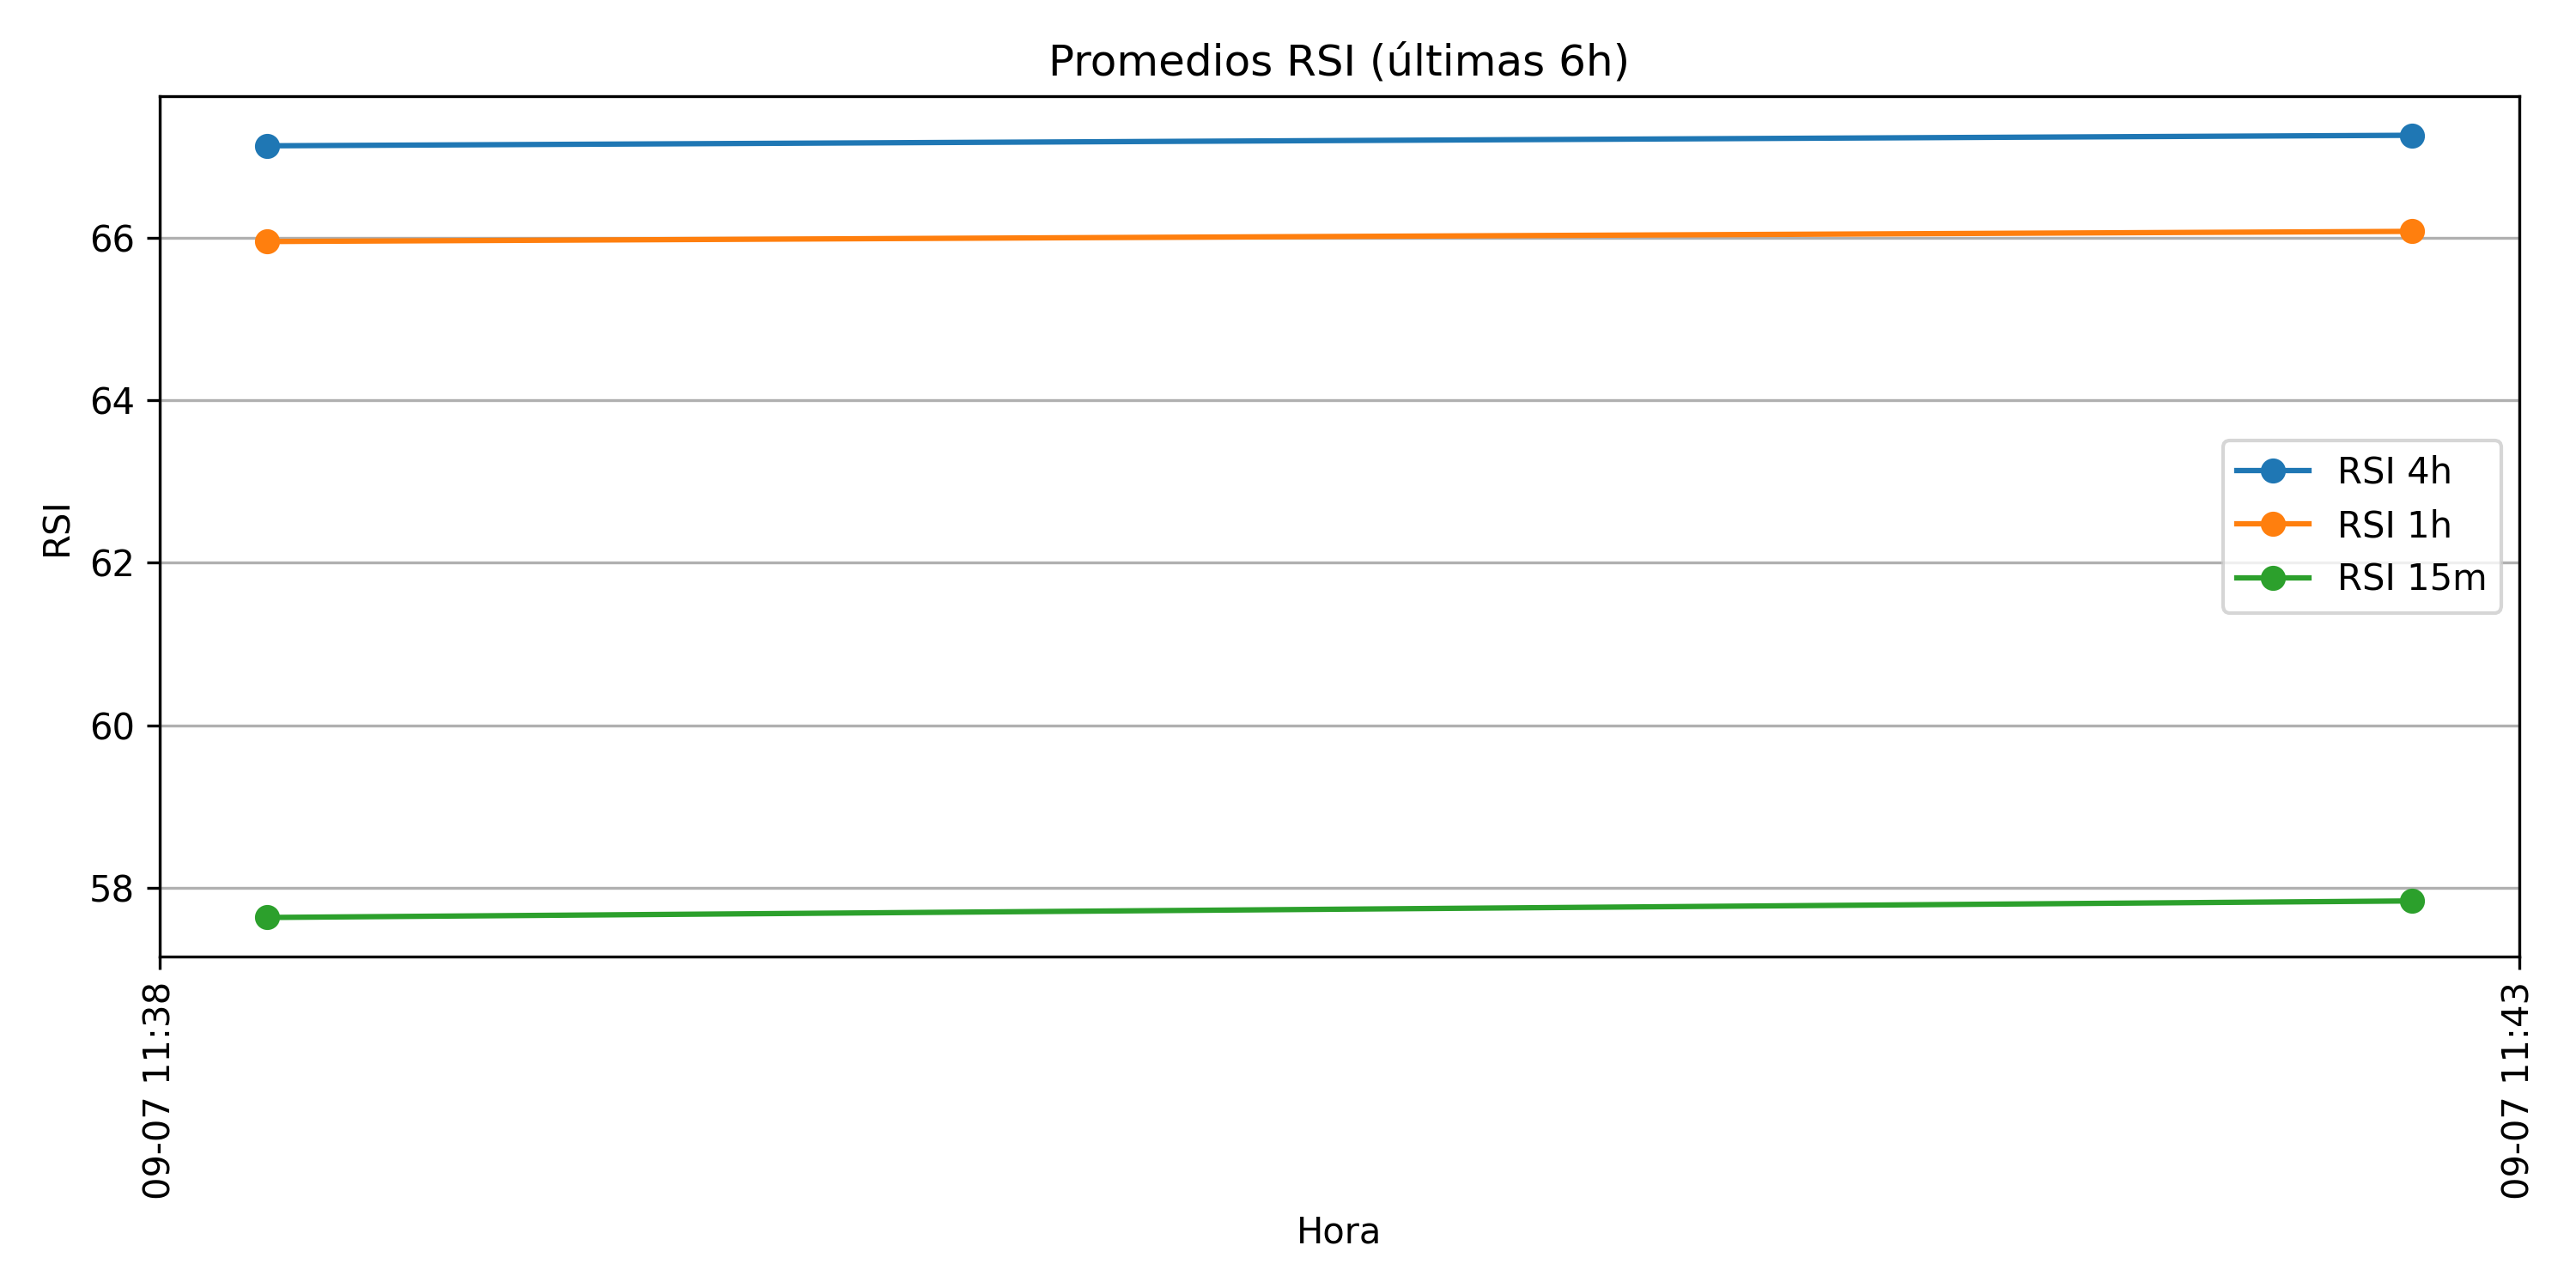 Promedios RSI (últimas 6h)
RSI
66
64
62
60
58
RSI 4h
RSI 1h
RSI 15m
09-07 11:38
09-07 11:43
Hora